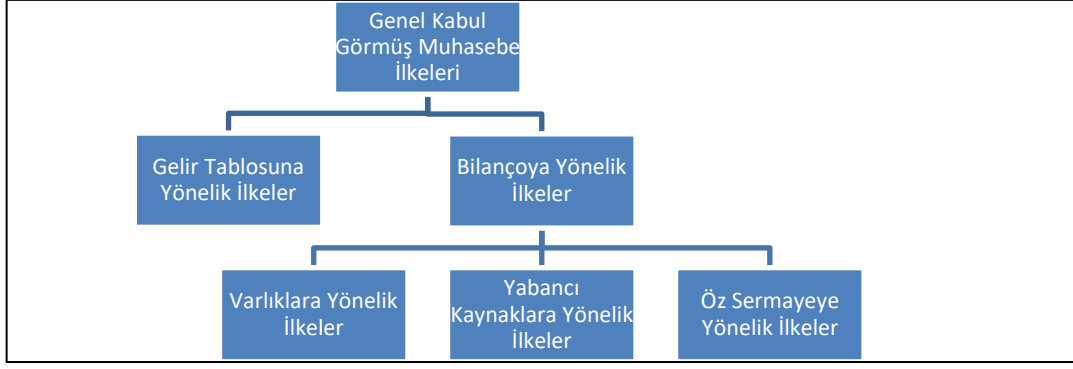 Genel Kabul
Görmüş Muhasebe
İlkeleri
Gelir Tablosuna
Yönelik İlkeler
Bilançoya Yönelik
İlkeler
Varlıklara Yönelik
İlkeler
Yabancı
Kaynaklara Yönelik
İlkeler
Öz Sermayeye
Yönelik İlkeler